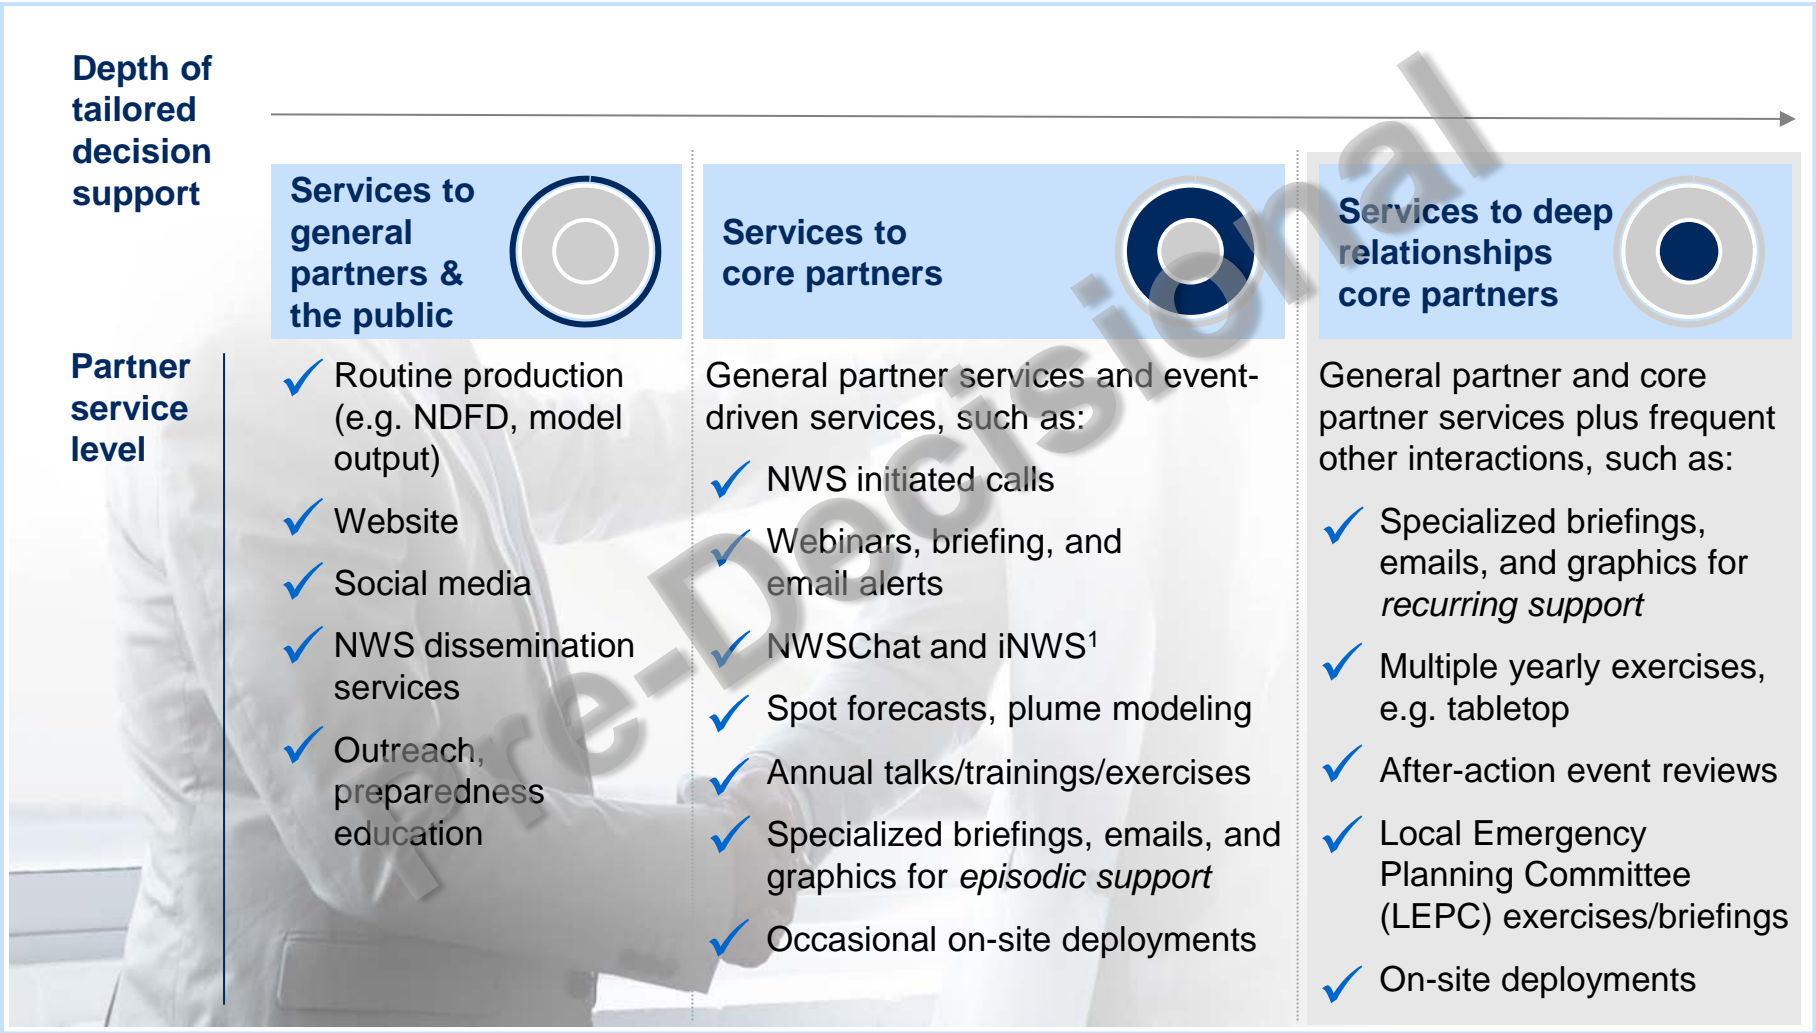 Depth of
tailored
decision
support
Services to
general
partners &
the public
Services to
core partners
Services to deep
relationships
core partners
Partner
service
level
Routine production
(e.g. NDFD, model
output)
Website
Social media
NWS dissemination
services
Outreach,
preparedness
education
General partner services and event-
driven services, such as:
NWS initiated calls
Webinars, briefing, and
email alerts
NWSChat and iNWS¹
Spot forecasts, plume modeling
Annual talks/trainings/exercises
Specialized briefings, emails, and
graphics for episodic support
Occasional on-site deployments
General partner and core
partner services plus frequent
other interactions, such as:
Specialized briefings,
emails, and graphics for
recurring support
Multiple yearly exercises,
e.g. tabletop
After-action event reviews
Local Emergency
Planning Committee
(LEPC) exercises/briefings
On-site deployments
Pre-Decisional